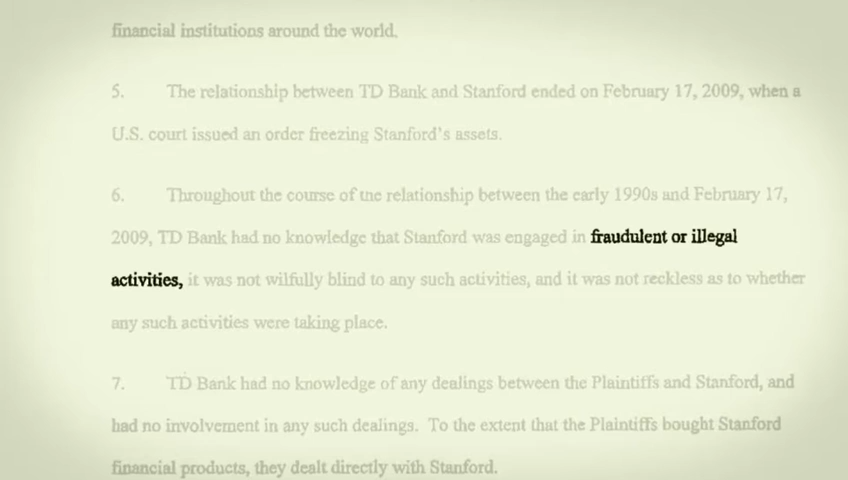 financial institutions around the world.
5. The relationship between TD Bank and Stanford ended on February 17, 2009, when a
U.S. court issued an order freezing Stanford's assets.
6. Throughout the course of the relationship between the early 1990s and February 17,
2009, TD Bank had no knowledge that Stanford was engaged in fraudulent or illegal
activities, it was not wilfully blind to any such activities, and it was not reckless as to whether
any such activities were taking place.
7. TD Bank had no knowledge of any dealings between the Plaintiffs and Stanford, and
had no involvement in any such dealings. To the extent that the Plaintiffs bought Stanford
financial products, they dealt directly with Stanford.